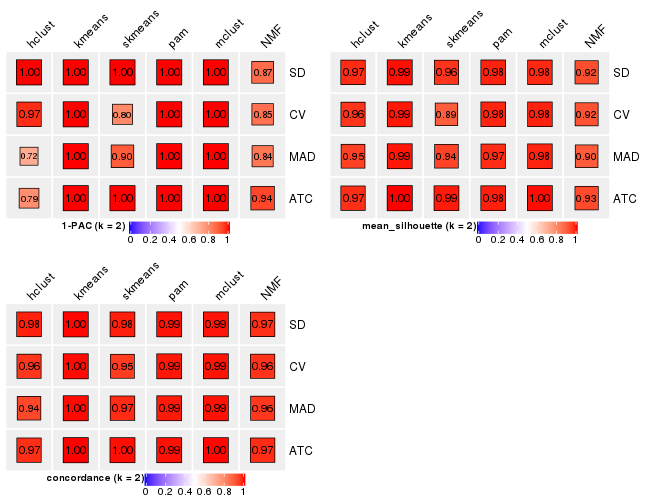 hclust kmeans skmeans pam mclust NMF
1.00 1.00 1.00 1.00 1.00 0.87 SD
0.97 1.00 0.80 1.00 1.00 0.85 CV
0.72 1.00 0.90 1.00 1.00 0.84 MAD
0.79 1.00 1.00 1.00 1.00 0.94 ATC
1-PAC (k = 2)
0 0.2 0.4 0.6 0.8 1
hclust kmeans skmeans pam mclust NMF
0.97 0.99 0.96 0.98 0.98 0.92 SD
0.96 0.99 0.89 0.98 0.98 0.92 CV
0.95 0.99 0.94 0.97 0.98 0.90 MAD
0.97 1.00 0.99 0.98 1.00 0.93 ATC
mean_silhouette (k = 2)
0 0.2 0.4 0.6 0.8 1
hclust kmeans skmeans pam mclust NMF
0.98 1.00 0.98 0.99 0.99 0.97 SD
0.96 1.00 0.95 0.99 0.99 0.96 CV
0.94 1.00 0.97 0.99 0.99 0.96 MAD
0.97 1.00 1.00 0.99 1.00 0.97 ATC
concordance (k = 2)
0 0.2 0.4 0.6 0.8 1